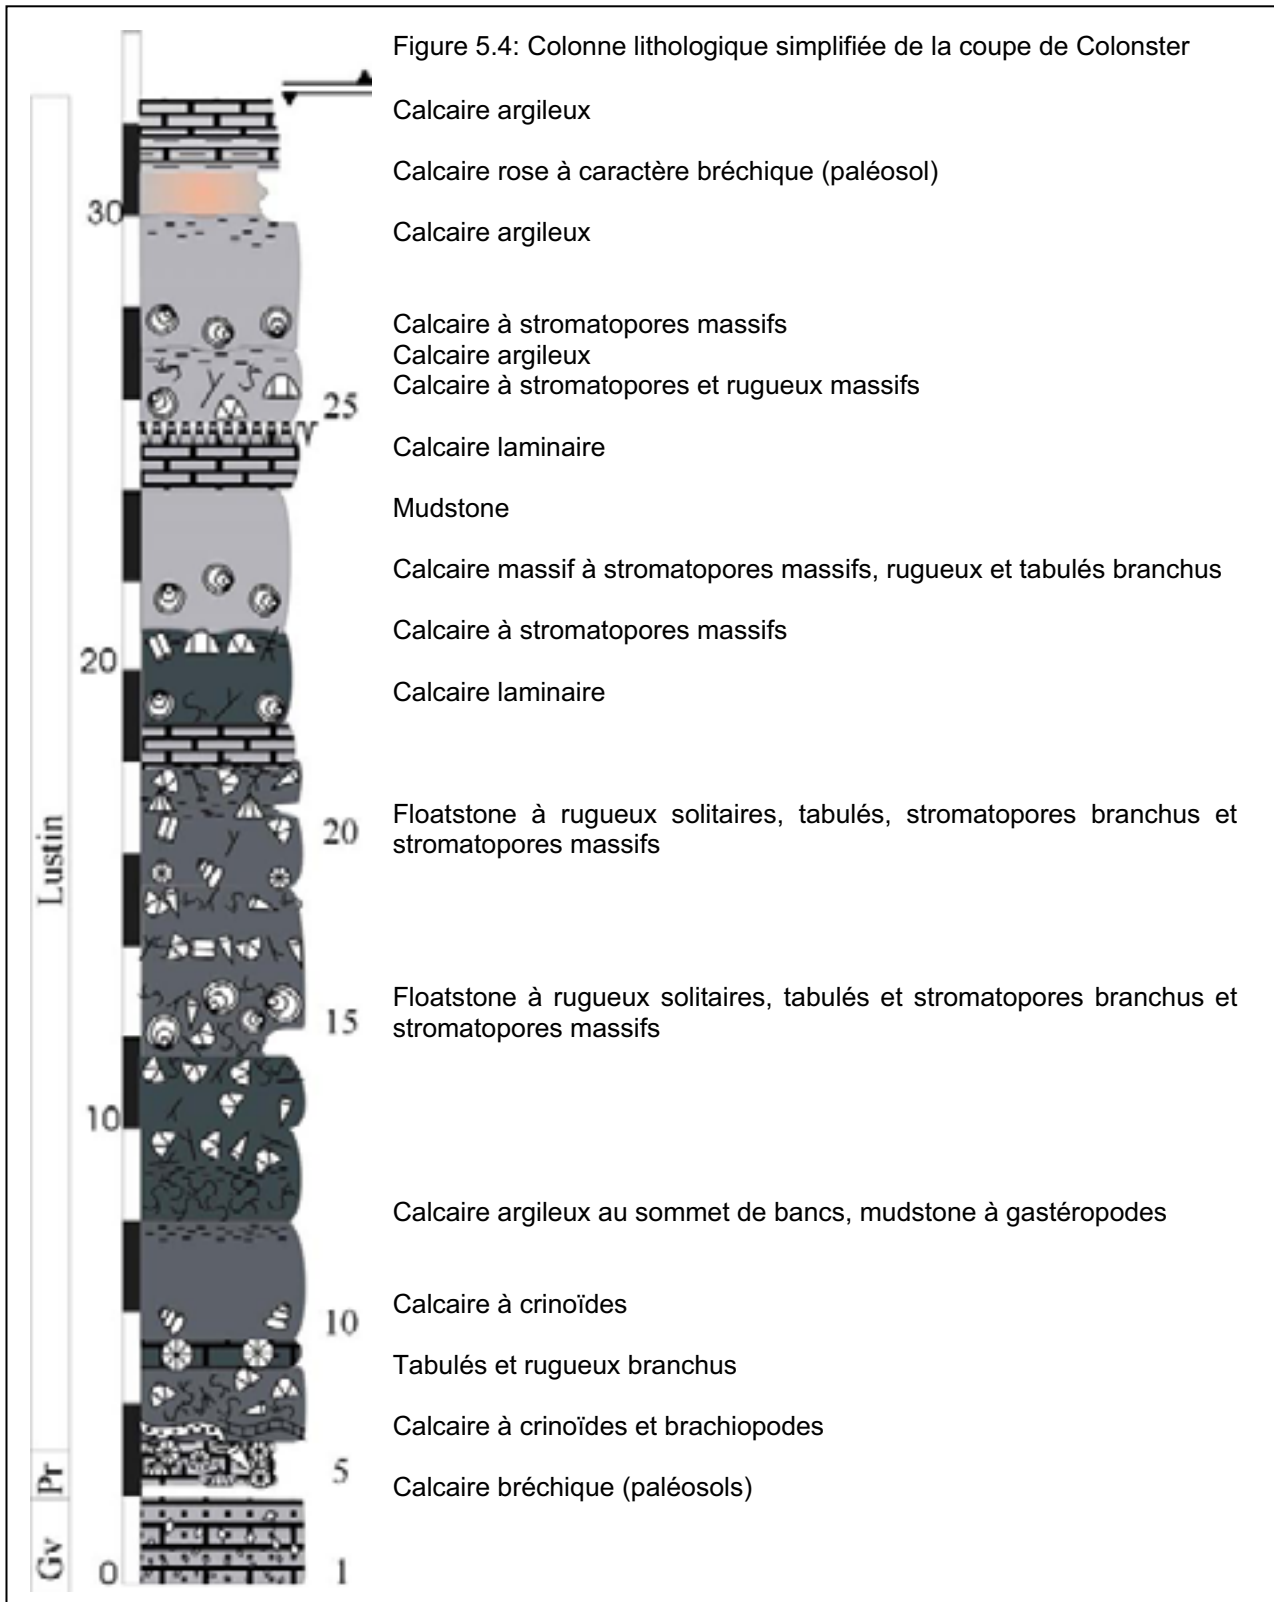 Figure 5.4: Colonne lithologique simplifiée de la coupe de Colonster
Calcaire argileux
Calcaire rose à caractère bréchique (paléosol)
30
Calcaire argileux
Calcaire à stromatopores massifs
Calcaire argileux
Calcaire à stromatopores et rugueux massifs
25
Calcaire laminaire
Mudstone
Calcaire massif à stromatopores massifs, rugueux et tabulés branchus
Calcaire à stromatopores massifs
20
Calcaire laminaire
Lustin
20
Floatstone à rugueux solitaires, tabulés, stromatopores branchus et
stromatopores massifs
Floatstone à rugueux solitaires, tabulés et stromatopores branchus et
stromatopores massifs
15
10
Calcaire argileux au sommet de bancs, mudstone à gastéropodes
Calcaire à crinoïdes
10
Tabulés et rugueux branchus
Calcaire à crinoïdes et brachiopodes
Pr
5
Calcaire bréchique (paléosols)
Gv
0
1